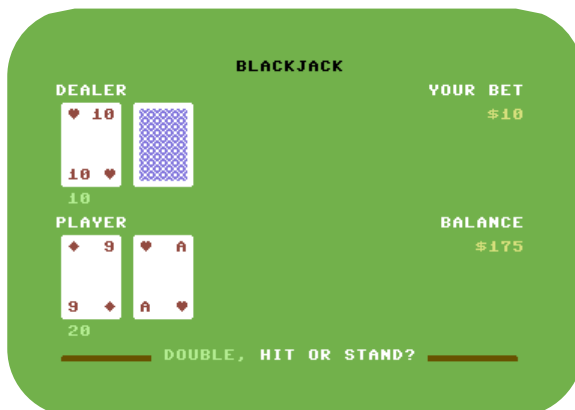 BLACKJACK
DEALER YOUR BET
♥ 10 $10
10 ♥
10
PLAYER BALANCE
♦ 9 ♥ A $175
9 ♦ A ♥
20
DOUBLE, HIT OR STAND?